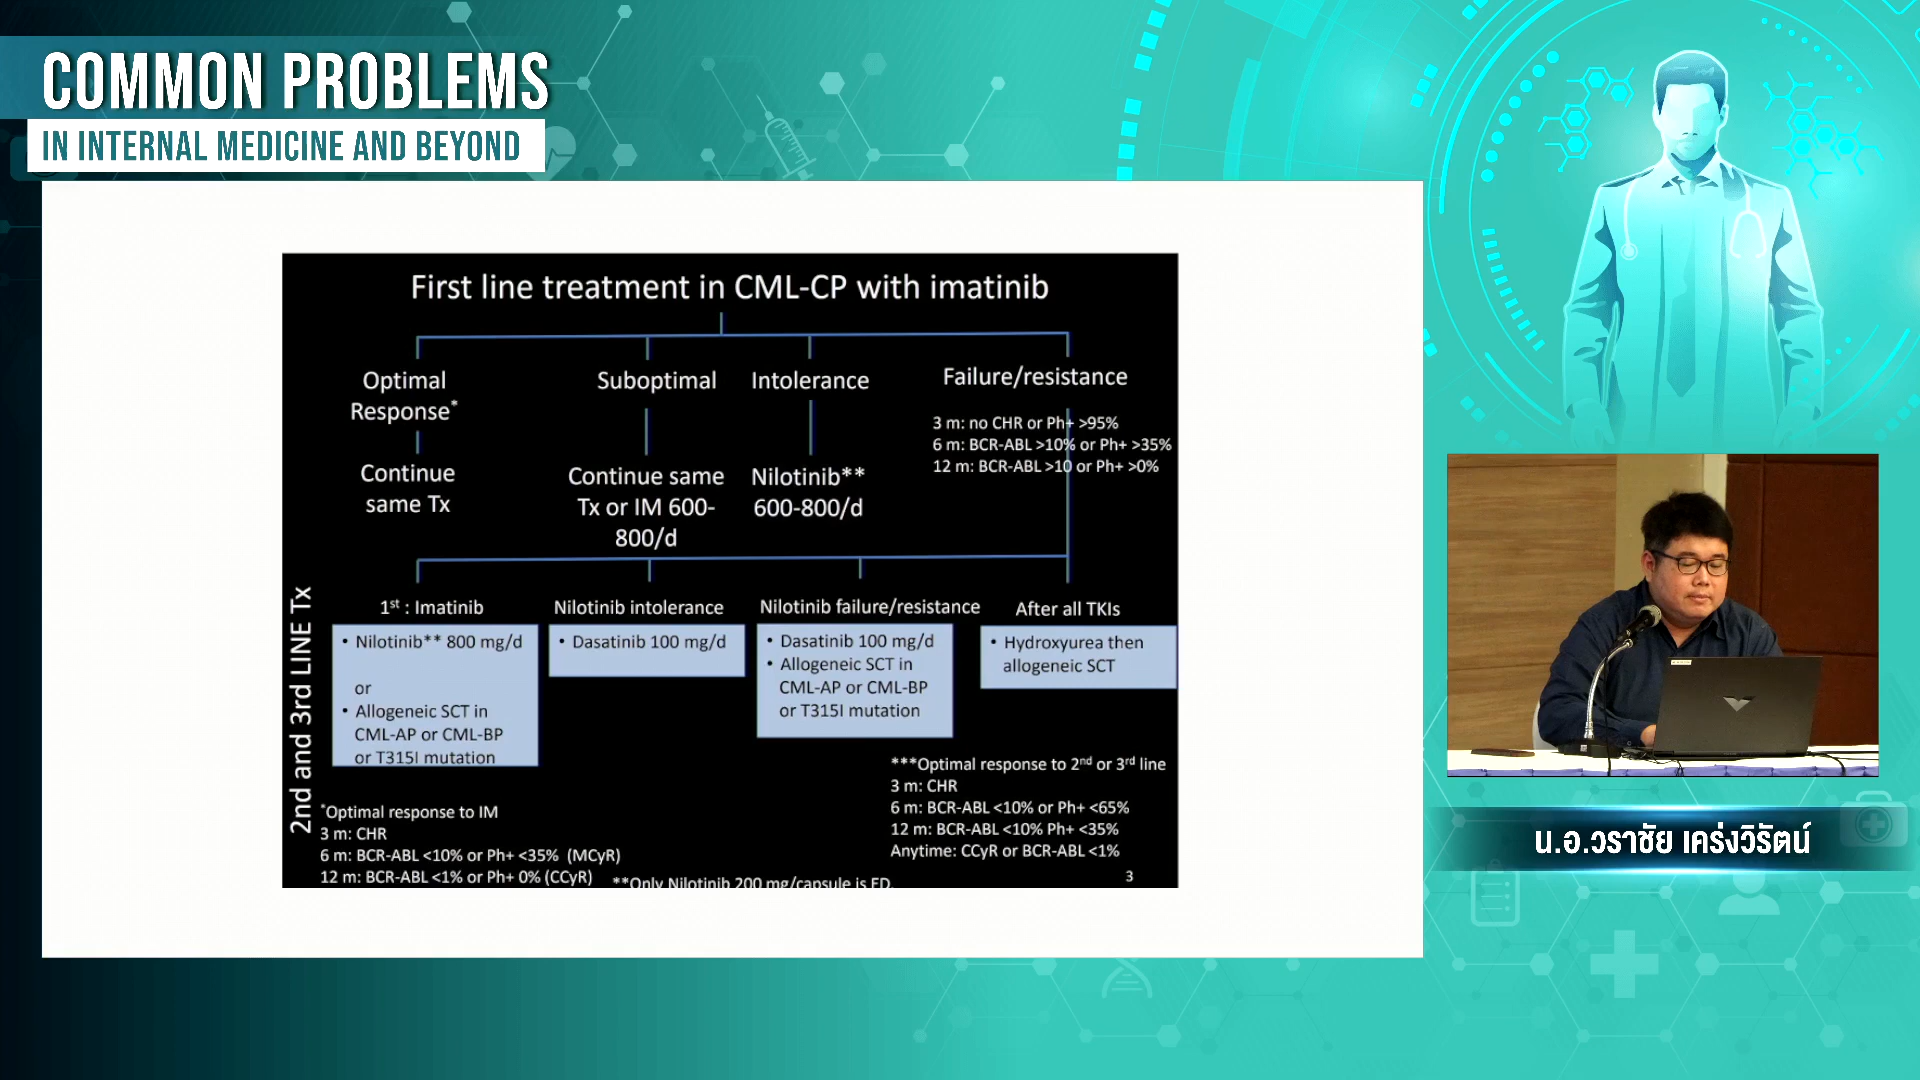 COMMON PROBLEMS
IN INTERNAL MEDICINE AND BEYOND
First line treatment in CML-CP with imatinib
Optimal
Response*
Continue
same Tx
Suboptimal
Continue same
Tx or IM 600-
800/d
Intolerance
Nilotinib**
600-800/d
Failure/resistance
3 m: no CHR or Ph+ >95%
6 m: BCR-ABL >10% or Ph+ >35%
12 m: BCR-ABL >10 or Ph+ >0%
2nd and 3rd LINE Tx
1st : Imatinib
• Nilotinib** 800 mg/d
or
• Allogeneic SCT in
CML-AP or CML-BP
or T315I mutation
Nilotinib intolerance
• Dasatinib 100 mg/d
Nilotinib failure/resistance
• Dasatinib 100 mg/d
• Allogeneic SCT in
CML-AP or CML-BP
or T315I mutation
After all TKIs
• Hydroxyurea then
allogeneic SCT
*Optimal response to IM
3 m: CHR
6 m: BCR-ABL <10% or Ph+ <35% (MCyR)
12 m: BCR-ABL <1% or Ph+ 0% (CCyR)
**Only Nilotinib 200 mg/capsule is ED.
***Optimal response to 2nd or 3rd line
3 m: CHR
6 m: BCR-ABL <10% or Ph+ <65%
12 m: BCR-ABL <10% Ph+ <35%
Anytime: CCyR or BCR-ABL <1%
3
น.อ.วราชัย เคร่งวิรัตน์